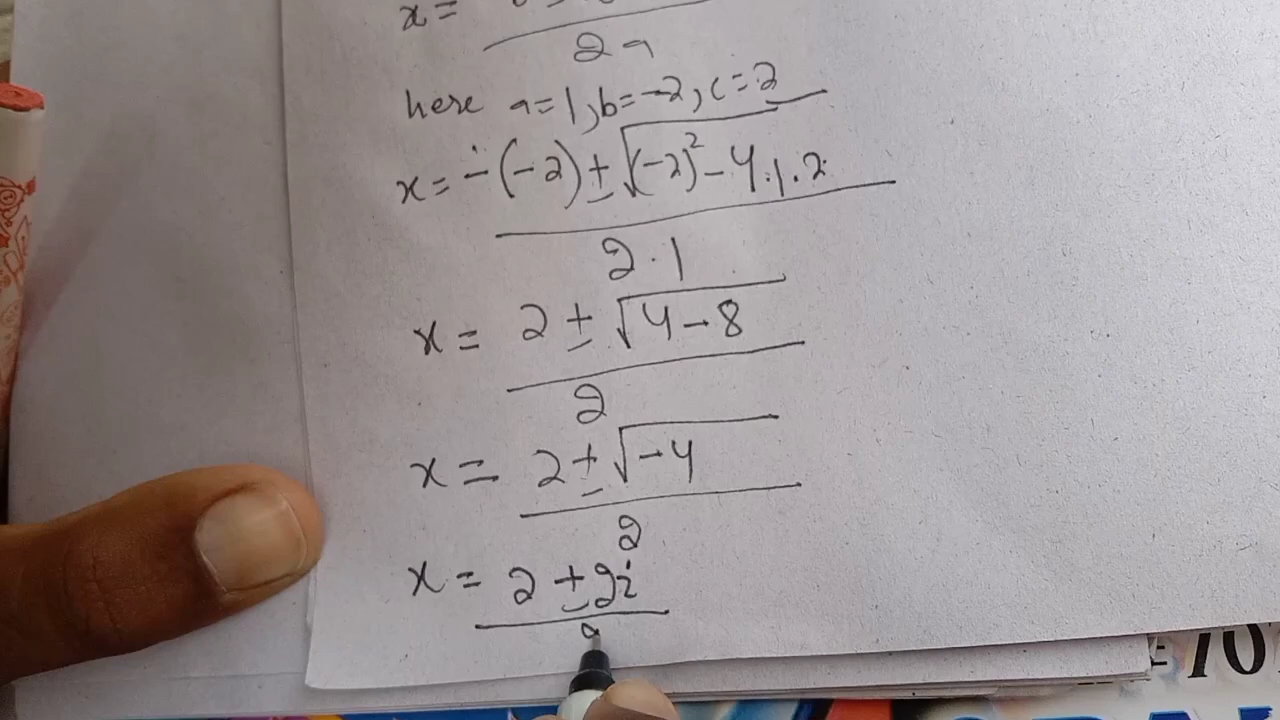 x =
2a
here a=1, b=-2, c=2
x = -(-2) ± √(-2)² - 4.1.2
2.1
x = 2 ± √4-8
2
x = 2 ± √-4
2
x = 2 ± 2i
70